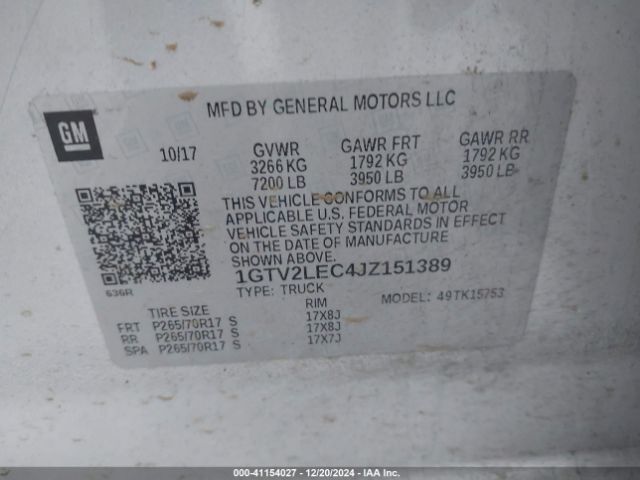 MFD BY GENERAL MOTORS LLC
GM
10/17 GVWR GAWR FRT GAWR RR
3266 KG 1792 KG 1792 KG
7200 LB 3950 LB 3950 LB
THIS VEHICLE CONFORMS TO ALL
APPLICABLE U.S. FEDERAL MOTOR
VEHICLE SAFETY STANDARDS IN EFFECT
ON THE DATE OF MANUFACTURE
SHOWN ABOVE.
1GTV2LEC4JZ151389
636R
TYPE: TRUCK MODEL: 49TK15753
TIRE SIZE RIM
FRT P265/70R17 S 17X8J
RR P265/70R17 S 17X8J
SPA P265/70R17 S 17X7J
000-41154027 - 12/20/2024 - IAAI.COM